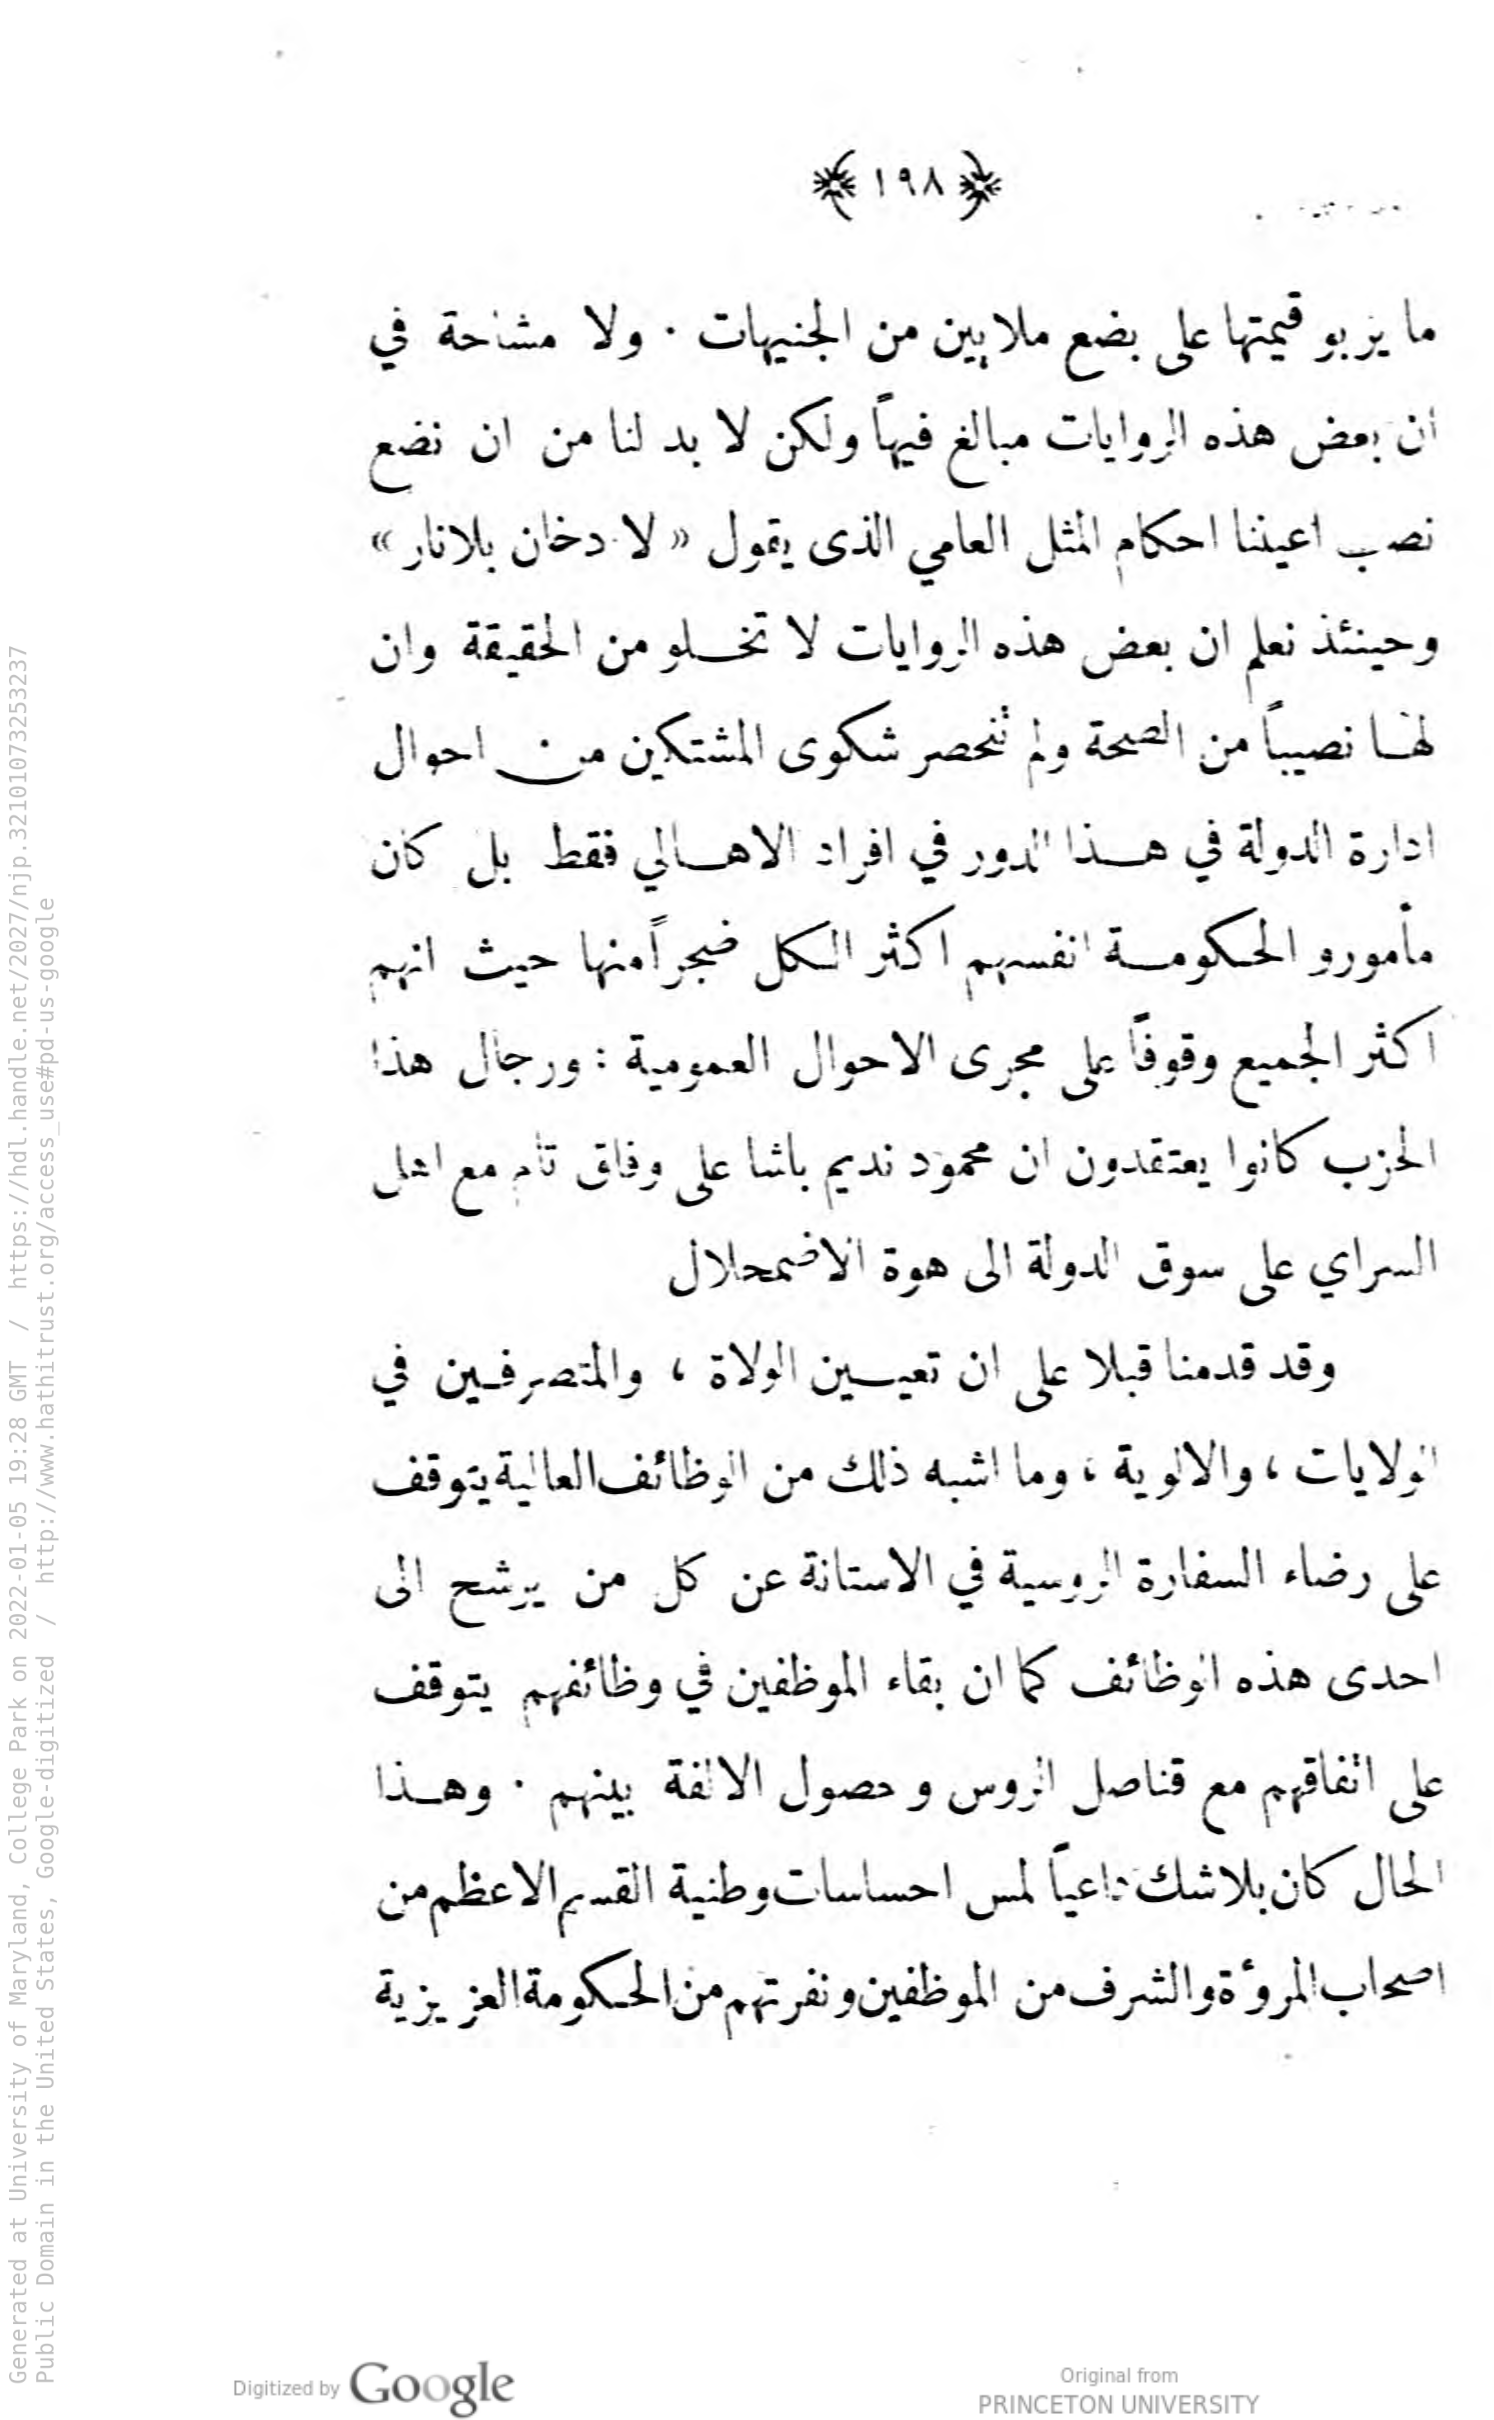 ﴿ ١٩٨ ﴾
ما يربو قيمتها على بضع ملايين من الجنيهات · ولا مشاحة في
ان بعض هذه الروايات مبالغ فيهاً ولكن لا بد لنا من ان نضع
نصب اعيننا احكام المثل العامي الذى يقول « لا دخان بلانار »
وحينئذ نعلم ان بعض هذه الروايات لا تخلو من الحقيقة وان
لها نصيباً من الصحة ولم تنحصر شكوى المشتكين من احوال
ادارة الدولة في هذا الدور في افراد الاهالي فقط بل كان
مأمورو الحكومة انفسهم اكثر الكل ضجراً منها حيث انهم
اكثر الجميع وقوفاً على مجرى الاحوال العمومية : ورجال هذا
الحزب كانوا يعتقدون ان محمود نديم باشا على وفاق تام مع اهل
السراي على سوق الدولة الى هوة الاضمحلال
وقد قدمنا قبلا على ان تعيين الولاة ، والمتصرفين في
الولايات ، والالوية ، وما اشبه ذلك من الوظائف العالية يتوقف
على رضاء السفارة الروسية في الاستانة عن كل من يرشح الى
احدى هذه الوظائف كما ان بقاء الموظفين في وظائفهم يتوقف
على اتفاقهم مع قناصل الروس و حصول الالفة بينهم · وهذا
الحال كان بلاشك داعياً لمس احساسات وطنية القسم الاعظم من
اصحاب المروٴة والشرف من الموظفين ونفرتهم من الحكومة العزيزية
Generated at University of Maryland, College Park on 2022-01-05 19:28 GMT / https://hdl.handle.net/2027/njp.32101073253237
Public Domain in the United States, Google-digitized / http://www.hathitrust.org/access_use#pd-us-google
Digitized by Google
Original from
PRINCETON UNIVERSITY